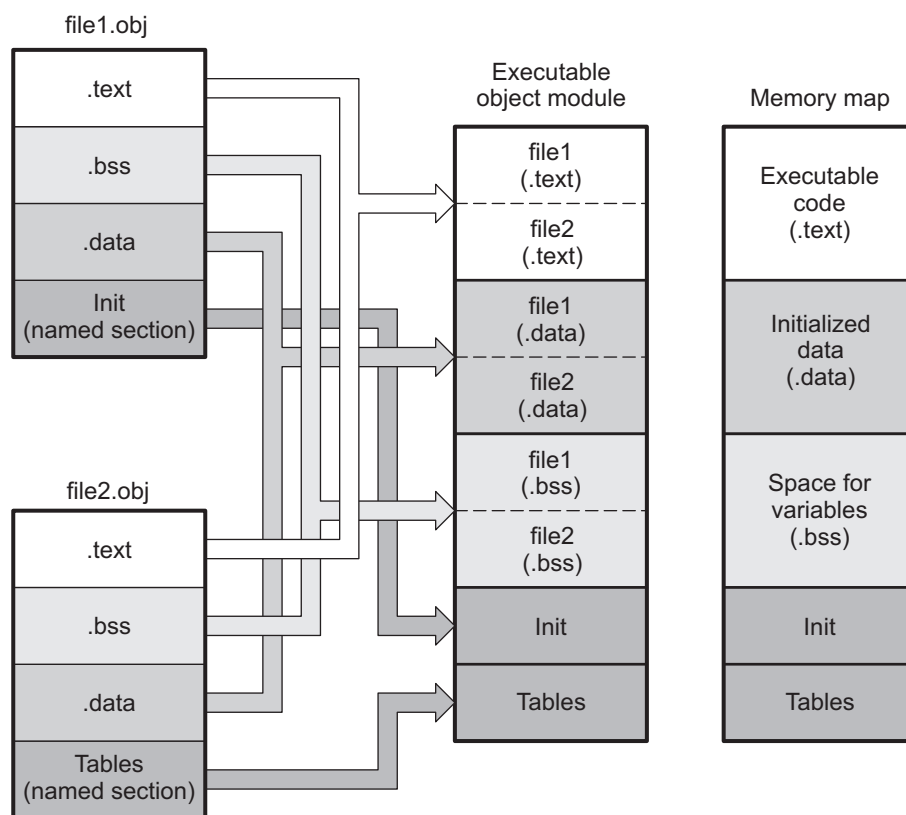 file1.obj
.text
.bss
.data
Init
(named section)
file2.obj
.text
.bss
.data
Tables
(named section)
Executable
object module
file1
(.text)
file2
(.text)
file1
(.data)
file2
(.data)
file1
(.bss)
file2
(.bss)
Init
Tables
Memory map
Executable
code
(.text)
Initialized
data
(.data)
Space for
variables
(.bss)
Init
Tables